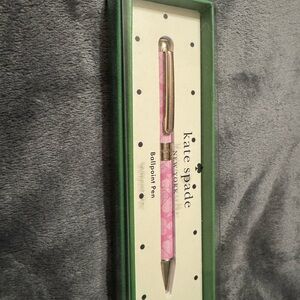 kate spade
NEW YORK
Ballpoint Pen